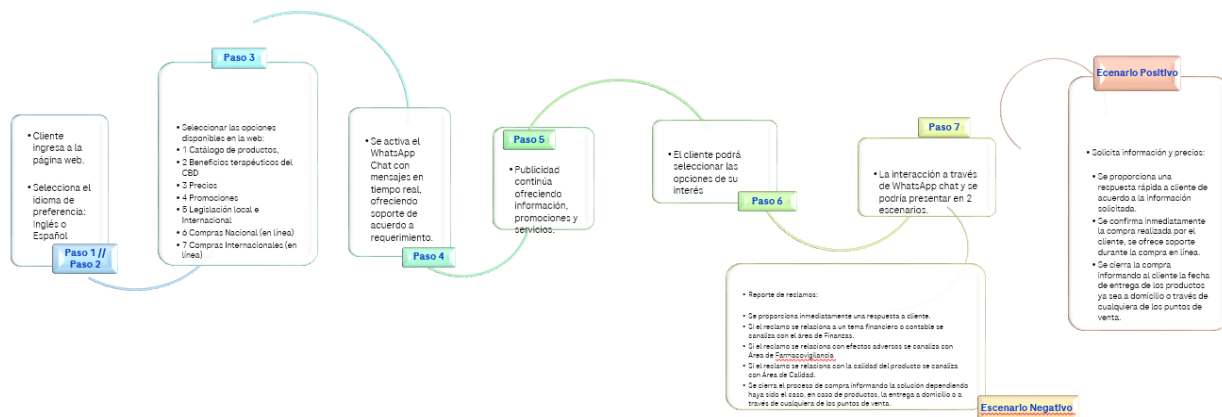 Cliente
ingresa a la
página web.
Selecciona el
idioma de
preferencia:
Inglés o
Español
Paso 1 //
Paso 2
Paso 3
Seleccionar las opciones
disponibles en la web:
1 Catálogo de productos,
2 Beneficios terapéuticos del
CBD
3 Precios
4 Promociones
5 Legislación local e
Internacional
6 Compras Nacional (en línea)
7 Compras Internacionales (en
línea)
Se activa el
WhatsApp
Chat con
mensajes en
tiempo real,
ofreciendo
soporte de
acuerdo a
requerimiento.
Paso 4
Paso 5
Publicidad
continúa
ofreciendo
información,
promociones y
servicios.
El cliente podrá
seleccionar las
opciones de su
interés
Paso 6
Paso 7
La interacción a través
de WhatsApp chat y se
podría presentar en 2
escenarios.
Reporte de reclamos:
Se proporciona inmediatamente una respuesta a cliente.
Si el reclamo se relaciona a un tema financiero o contable se
canaliza con el área de Finanzas.
Si el reclamo se relaciona con efectos adversos se canaliza con
Área de Farmacovigilancia
Si el reclamo se relaciona con la calidad del producto se canaliza
con Área de Calidad.
Se cierra el proceso de compra informando la solución dependiendo
haya sido el caso, en caso de productos, la entrega a domicilio o a
través de cualquiera de los puntos de venta.
Escenario Negativo
Ecenario Positivo
Solicita información y precios:
Se proporciona una
respuesta rápida a cliente de
acuerdo a la información
solicitada.
Se confirma inmediatamente
la compra realizada por el
cliente, se ofrece soporte
durante la compra en línea.
Se cierra la compra
informando al cliente la fecha
de entrega de los productos
ya sea a domicilio o través de
cualquiera de los puntos de
venta.